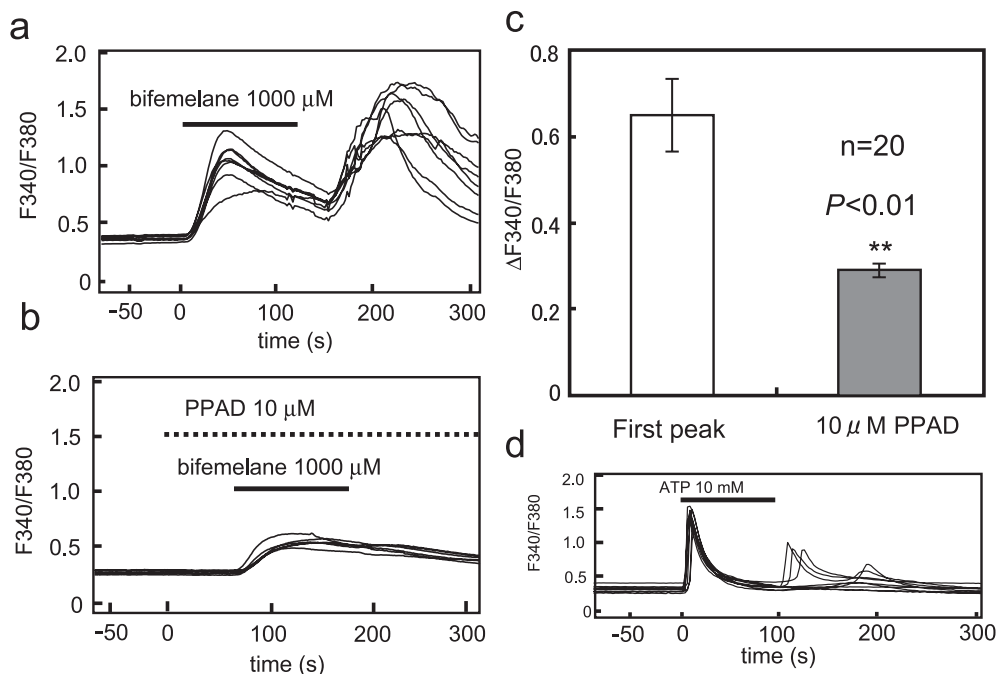 a
2.0
bifemelane 1000 μM
1.5
F340/F380
1.0
0.5
0
-50 0 100 200 300
time (s)
b
2.0
PPAD 10 μM
1.5
bifemelane 1000 μM
F340/F380
1.0
0.5
0
-50 0 100 200 300
time (s)
c
0.8
0.6
n=20
P<0.01
ΔF340/F380
0.4
**
0.2
0
First peak
10 μ M PPAD
d
ATP 10 mM
2.0
F340/F380
1.5
1.0
0.5
0
-50 0 100 200 300
time (s)